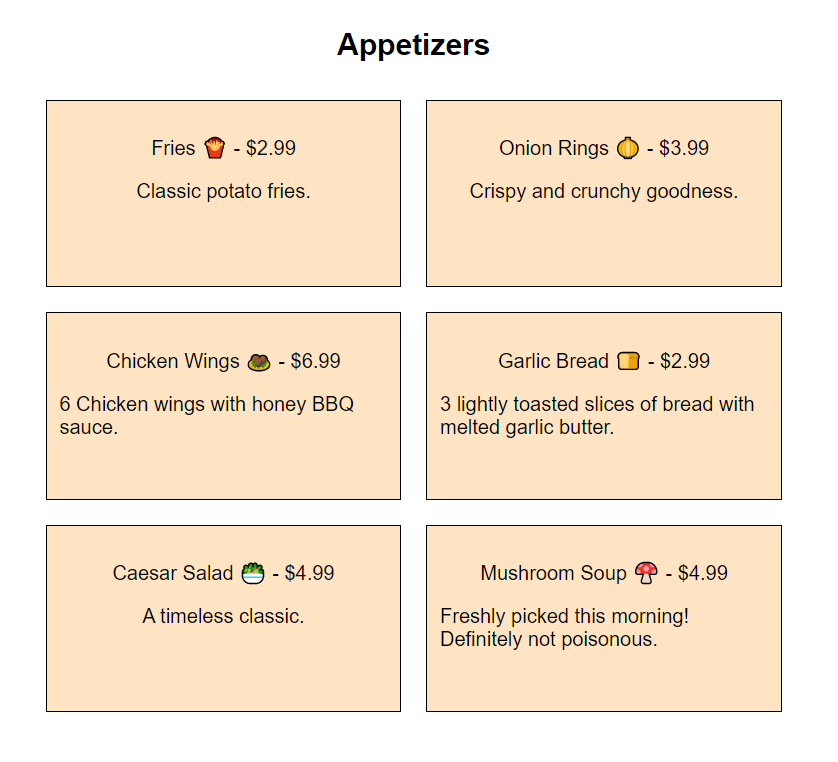 Appetizers
Fries 🍟 - $2.99
Classic potato fries.
Onion Rings 🧅 - $3.99
Crispy and crunchy goodness.
Chicken Wings 🍖 - $6.99
6 Chicken wings with honey BBQ
sauce.
Garlic Bread 🍞 - $2.99
3 lightly toasted slices of bread with
melted garlic butter.
Caesar Salad 🥗 - $4.99
A timeless classic.
Mushroom Soup 🍄 - $4.99
Freshly picked this morning!
Definitely not poisonous.